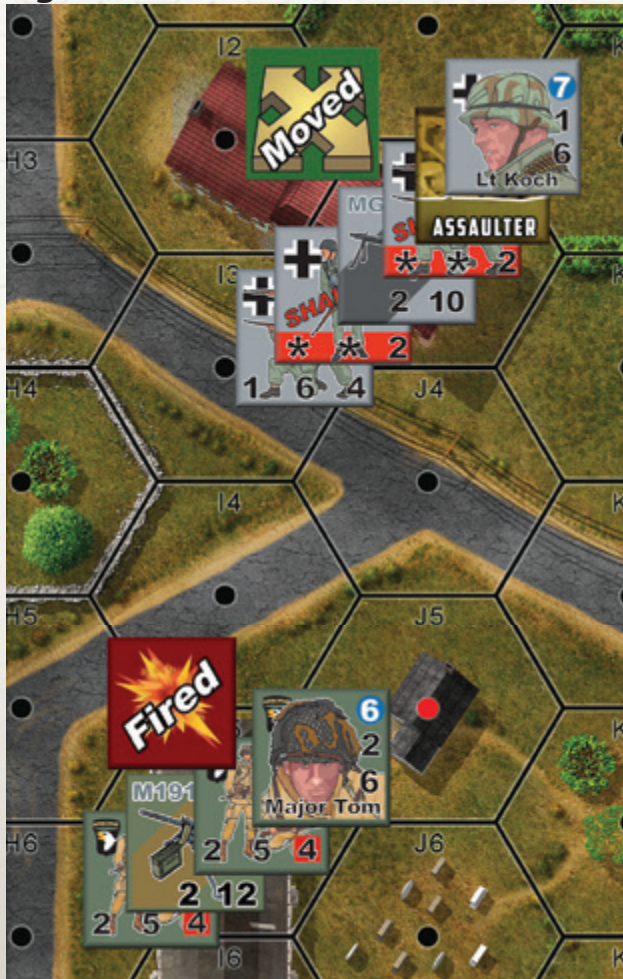 I2
K
Moved
7
1
6
Lt Koch
H3
MG
ASSAULTER
* * 2
I3
K
2 10
SHA
* * 2
1 6 4
H4
J4
I4
K
H5
J5
Fired
6
2
6
K
M191
Major Tom
2 5 4
H6
J6
2 12
2 5 4
I6
K